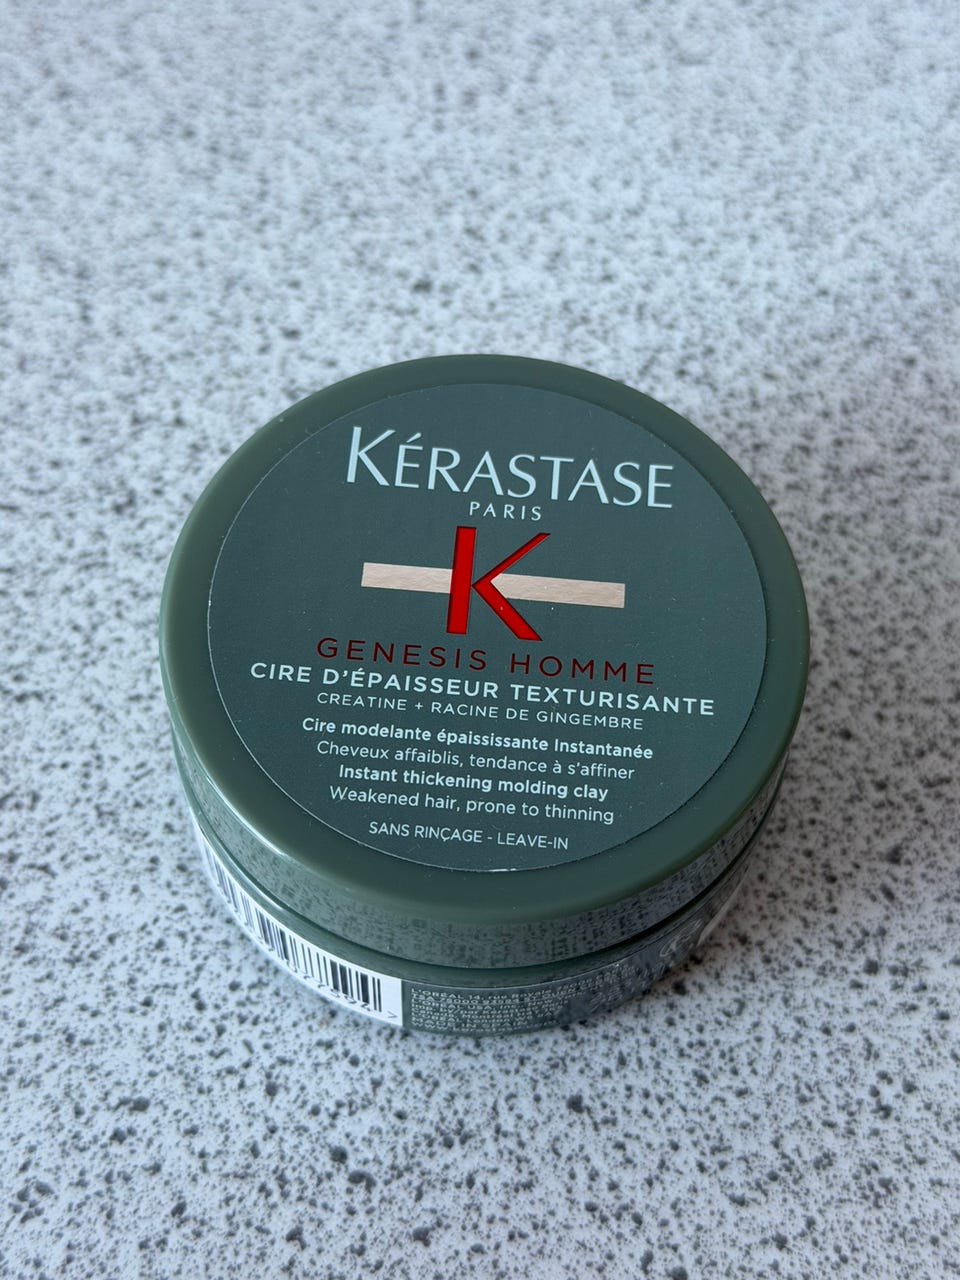 KÉRASTASE
PARIS
K
GENESIS HOMME
CIRE D'ÉPAISSEUR TEXTURISANTE
CREATINE + RACINE DE GINGEMBRE
Cire modelante épaississante Instantanée
Cheveux affaiblis, tendance à s'affiner
Instant thickening molding clay
Weakened hair, prone to thinning
SANS RINÇAGE - LEAVE-IN
L'ORÉAL